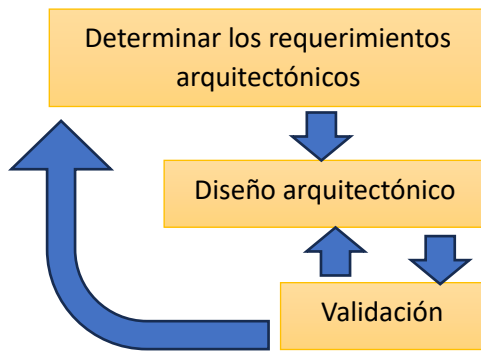 Determinar los requerimientos
arquitectónicos
Diseño arquitectónico
Validación